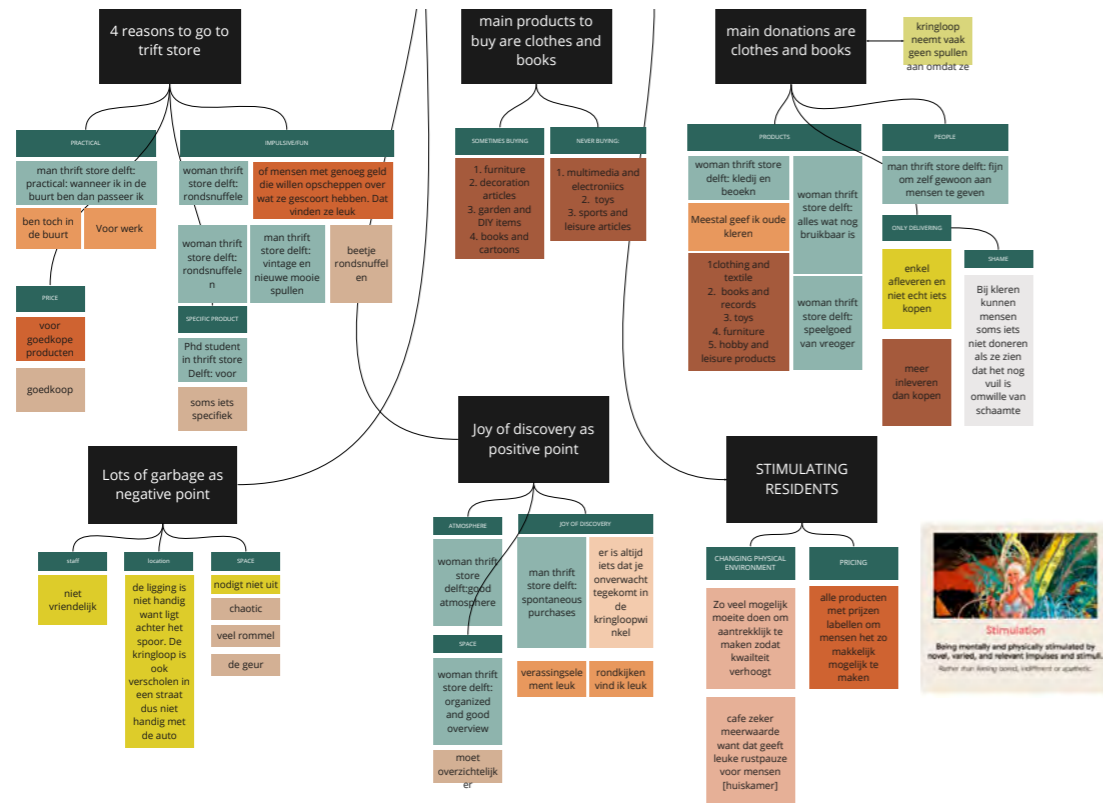 4 reasons to go to
trift store
PRACTICAL
man thrift store delft:
practical: wanneer ik in de
buurt ben dan passeer ik
ben toch in
de buurt
Voor werk
PRICE
voor
goedkope
producten
goedkoop
IMPULSIVE/FUN
woman thrift
store delft:
rondsnuffele
of mensen met genoeg geld
die willen opscheppen over
wat ze gescoort hebben. Dat
vinden ze leuk
woman thrift
store delft:
rondsnuffele
n
man thrift
store delft:
vintage en
nieuwe mooie
spullen
beetje
rondsnuffel
en
SPECIFIC PRODUCT
Phd student
in thrift store
Delft: voor
soms iets
specifiek
main products to
buy are clothes and
books
SOMETIMES BUYING
1. furniture
2. decoration
articles
3. garden and
DIY items
4. books and
cartoons
NEVER BUYING:
1. multimedia and
electroniics
2. toys
3. sports and
leisure articles
main donations are
clothes and books
kringloop
neemt vaak
geen spullen
aan omdat ze
PRODUCTS
woman thrift store
delft: kledij en
beoekn
Meestal geef ik oude
kleren
1clothing and
textile
2. books and
records
3. toys
4. furniture
5. hobby and
leisure products
woman thrift
store delft:
alles wat nog
bruikbaar is
woman thrift
store delft:
speelgoed
van vreoger
PEOPLE
man thrift store delft: fijn
om zelf gewoon aan
mensen te geven
ONLY DELIVERING
enkel
afleveren en
niet echt iets
kopen
meer
inleveren
dan kopen
SHAME
Bij kleren
kunnen
mensen
soms iets
niet doneren
als ze zien
dat het nog
vuil is
omwille van
schaamte
Lots of garbage as
negative point
staff
niet
vriendelijk
location
de ligging is
niet handig
want ligt
achter het
spoor. De
kringloop is
ook
verscholen in
een straat
dus niet
handig met
de auto
SPACE
nodigt niet uit
chaotic
veel rommel
de geur
Joy of discovery as
positive point
ATMOSPHERE
woman thrift
store
delft:good
atmosphere
SPACE
woman thrift
store delft:
organized
and good
overview
moet
overzichtelijk
er
JOY OF DISCOVERY
man thrift
store delft:
spontaneous
purchases
er is altijd
iets dat je
onverwacht
tegekomt in
de
kringloopwi
nkel
verassingsele
ment leuk
rondkijken
vind ik leuk
STIMULATING
RESIDENTS
CHANGING PHYSICAL
ENVIRONMENT
Zo veel mogelijk
moeite doen om
aantrekklijk te
maken zodat
kwailteit
verhoogt
cafe zeker
meerwaarde
want dat geeft
leuke rustpauze
voor mensen
[huiskamer]
PRICING
alle producten
met prijzen
labellen om
mensen het zo
makkelijk
mogelijk te
maken
Stimulation
Being mentally and physically stimulated by
novel, varied, and relevant impulses and stimuli.
Rather than feeling bored, indifferent or apathetic.